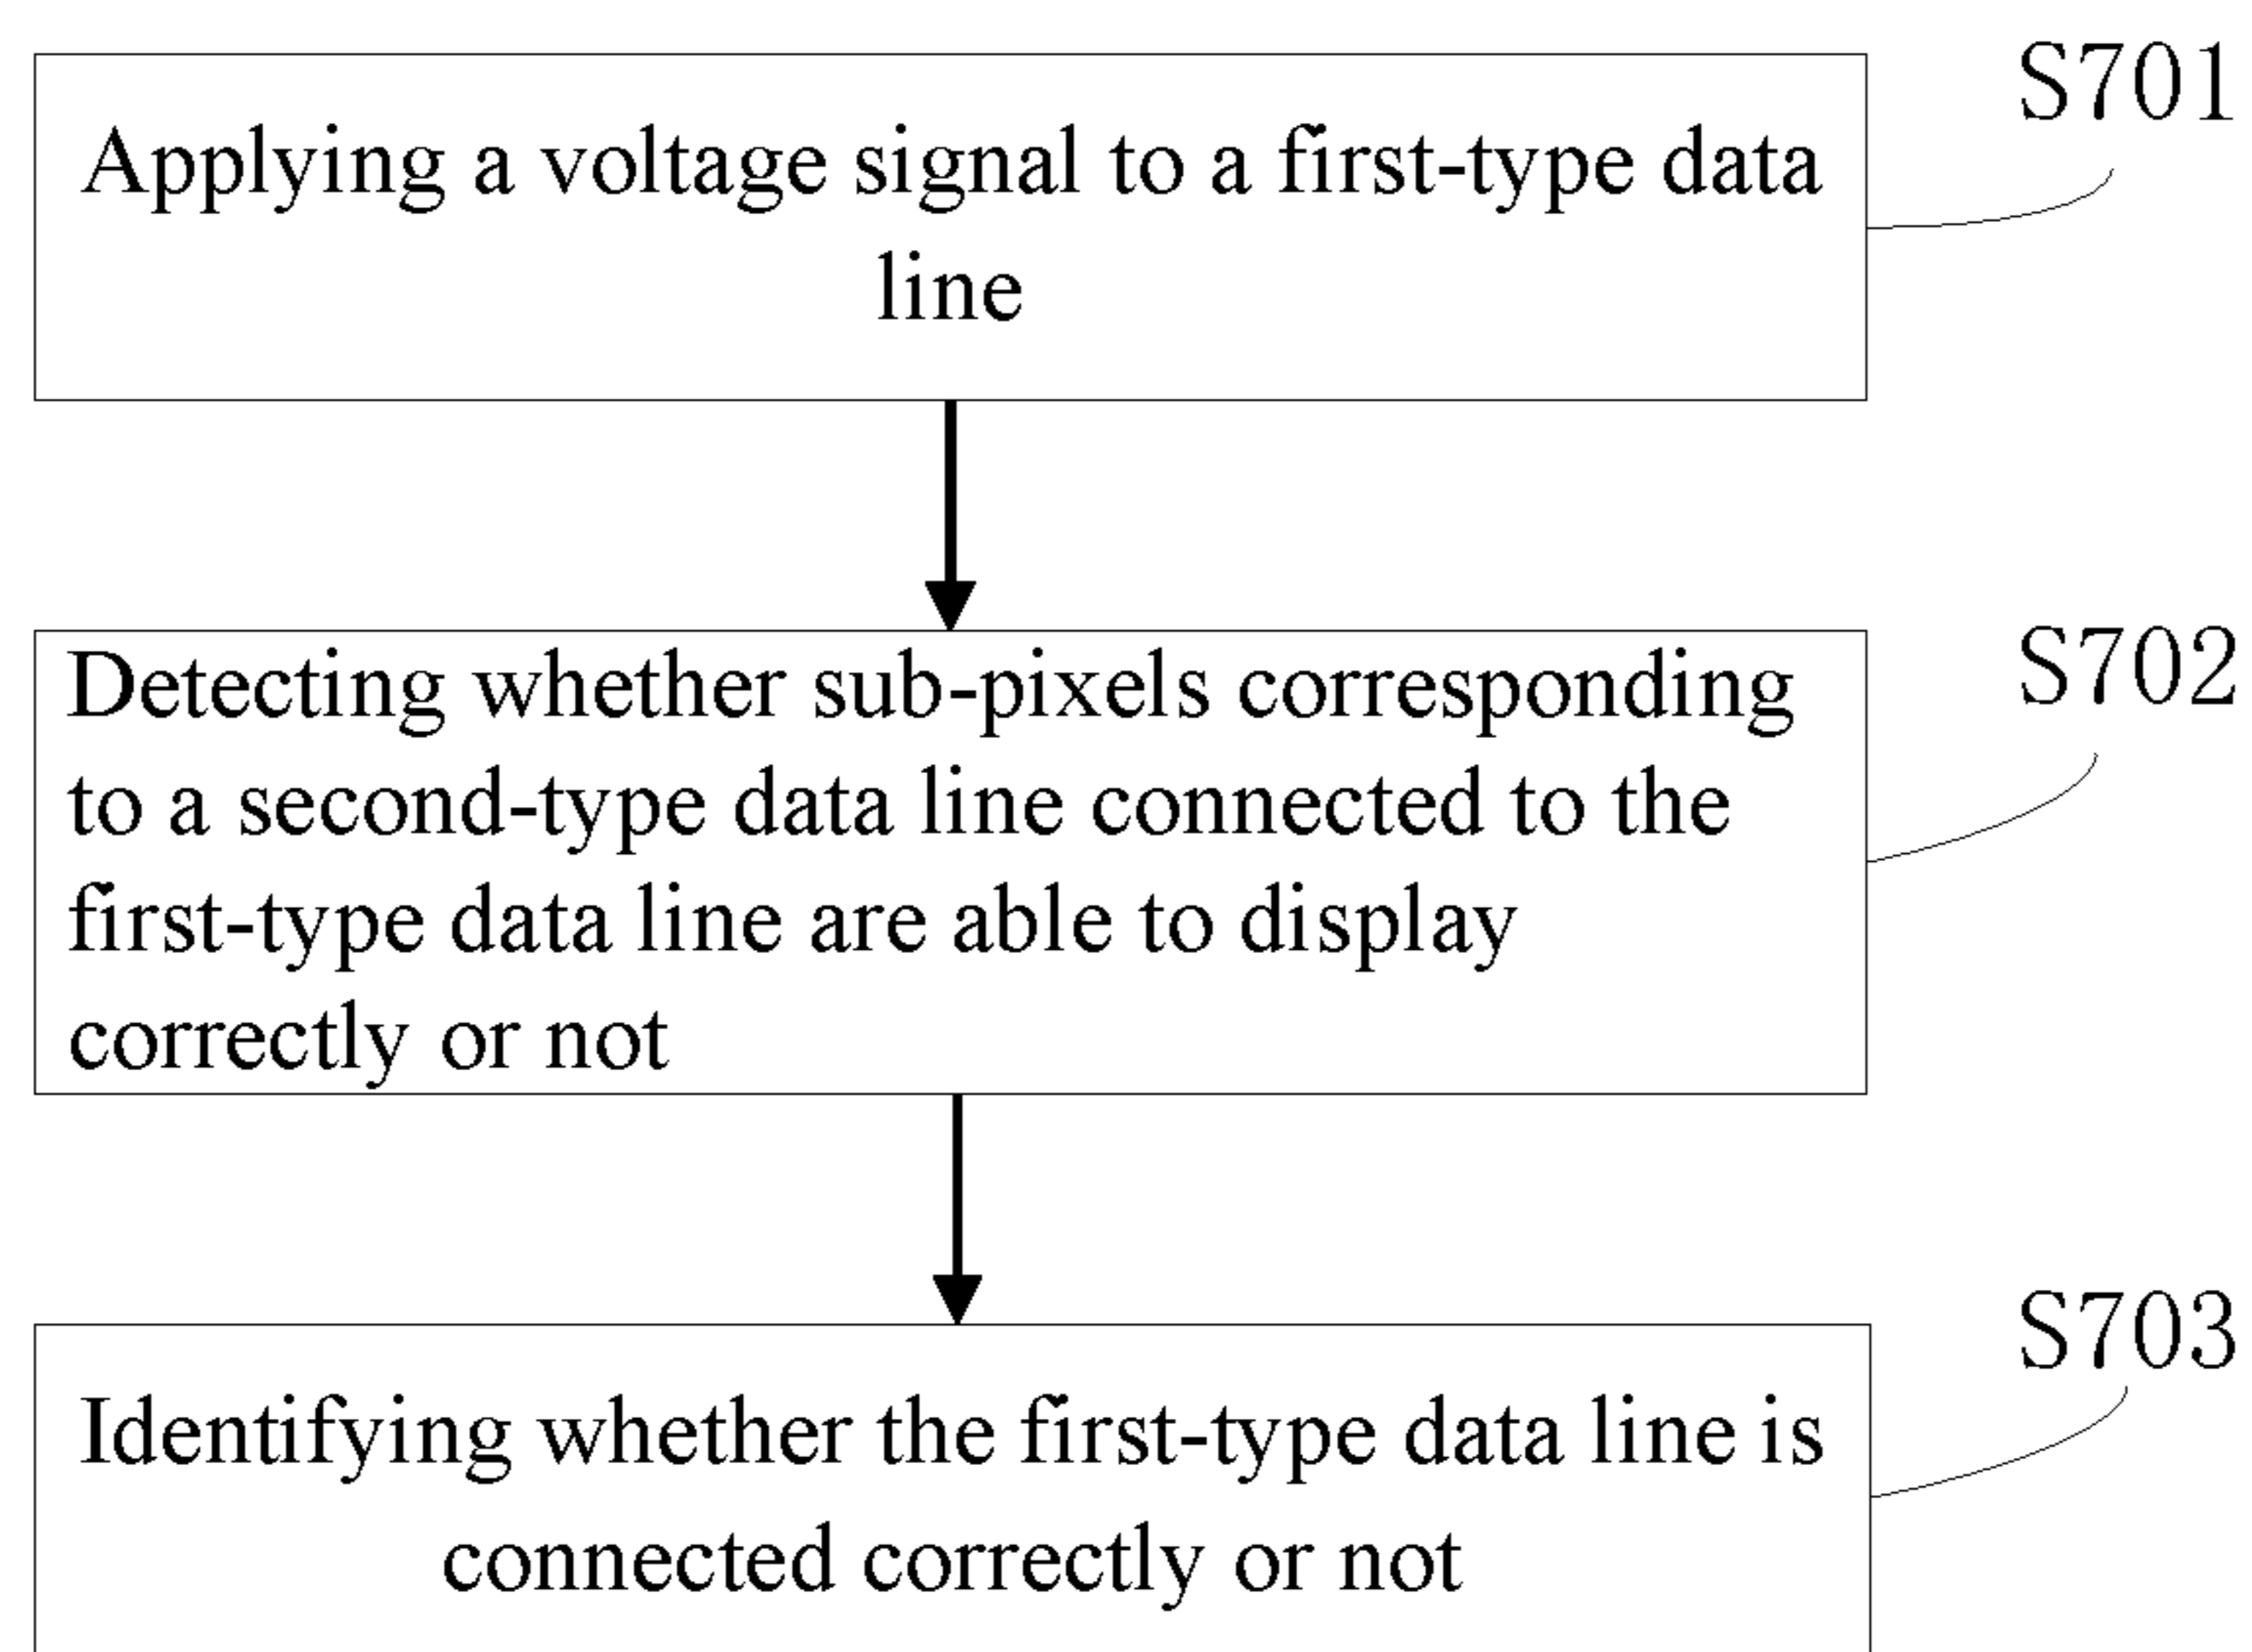 S701
Applying a voltage signal to a first-type data
line
S702
Detecting whether sub-pixels corresponding
to a second-type data line connected to the
first-type data line are able to display
correctly or not
S703
Identifying whether the first-type data line is
connected correctly or not